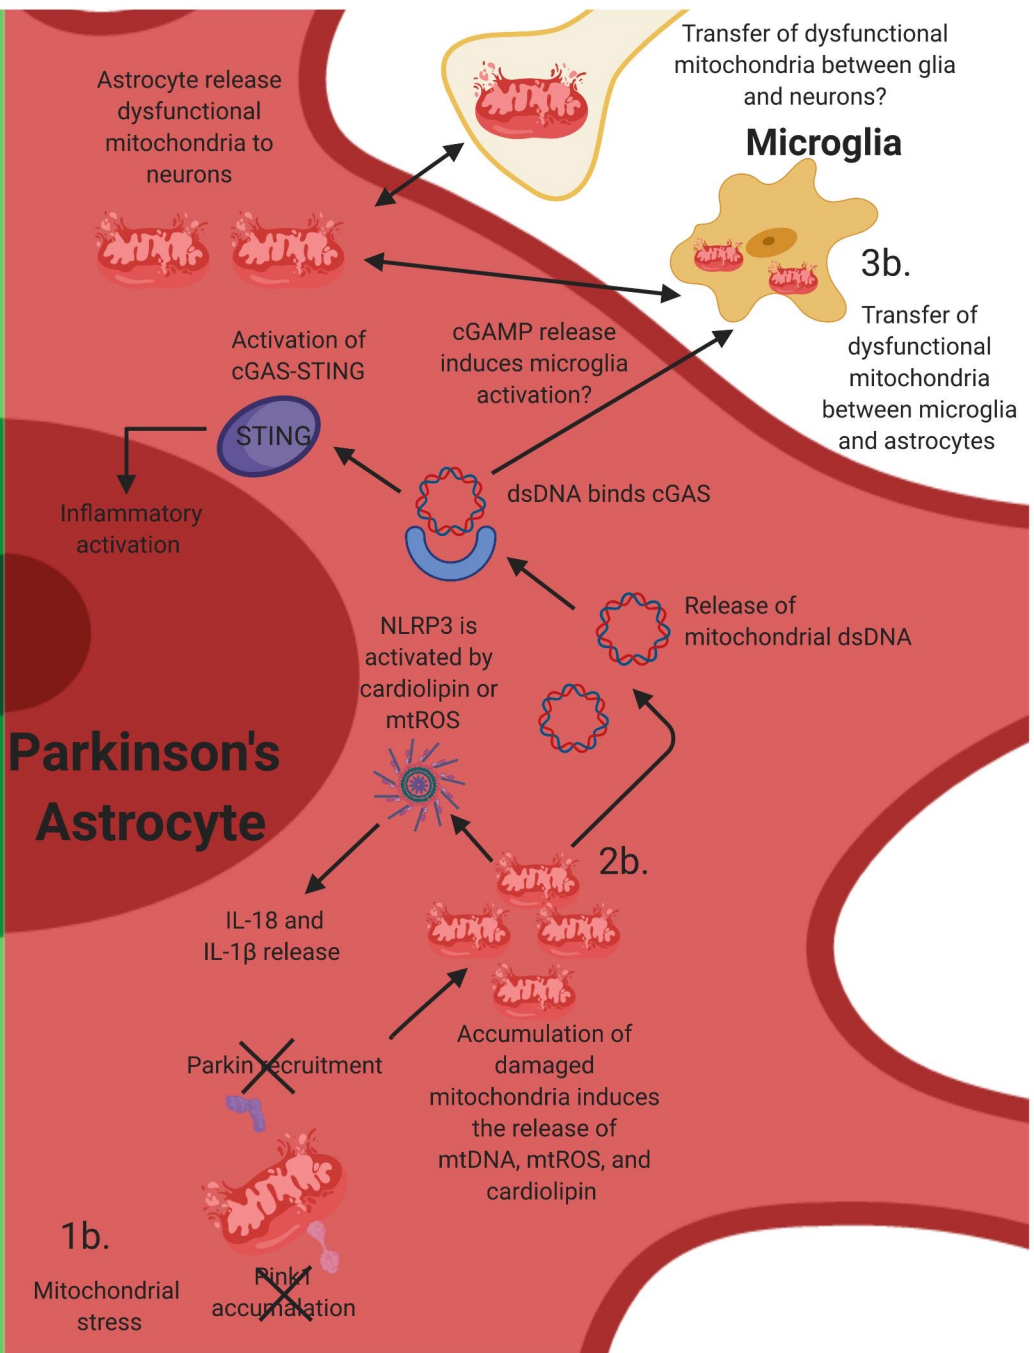 Transfer of dysfunctional
mitochondria between glia
and neurons?
Astrocyte release
dysfunctional
mitochondria to
neurons
Microglia
3b.
Transfer of
dysfunctional
mitochondria
between microglia
and astrocytes
cGAMP release
induces microglia
activation?
Activation of
cGAS-STING
STING
dsDNA binds cGAS
Inflammatory
activation
Release of
mitochondrial dsDNA
NLRP3 is
activated by
cardiolipin or
mtROS
Parkinson's
Astrocyte
2b.
IL-18 and
IL-1β release
Accumulation of
damaged
mitochondria induces
the release of
mtDNA, mtROS, and
cardiolipin
Parkin recruitment
1b.
Mitochondrial
stress
Pink1
accumalation